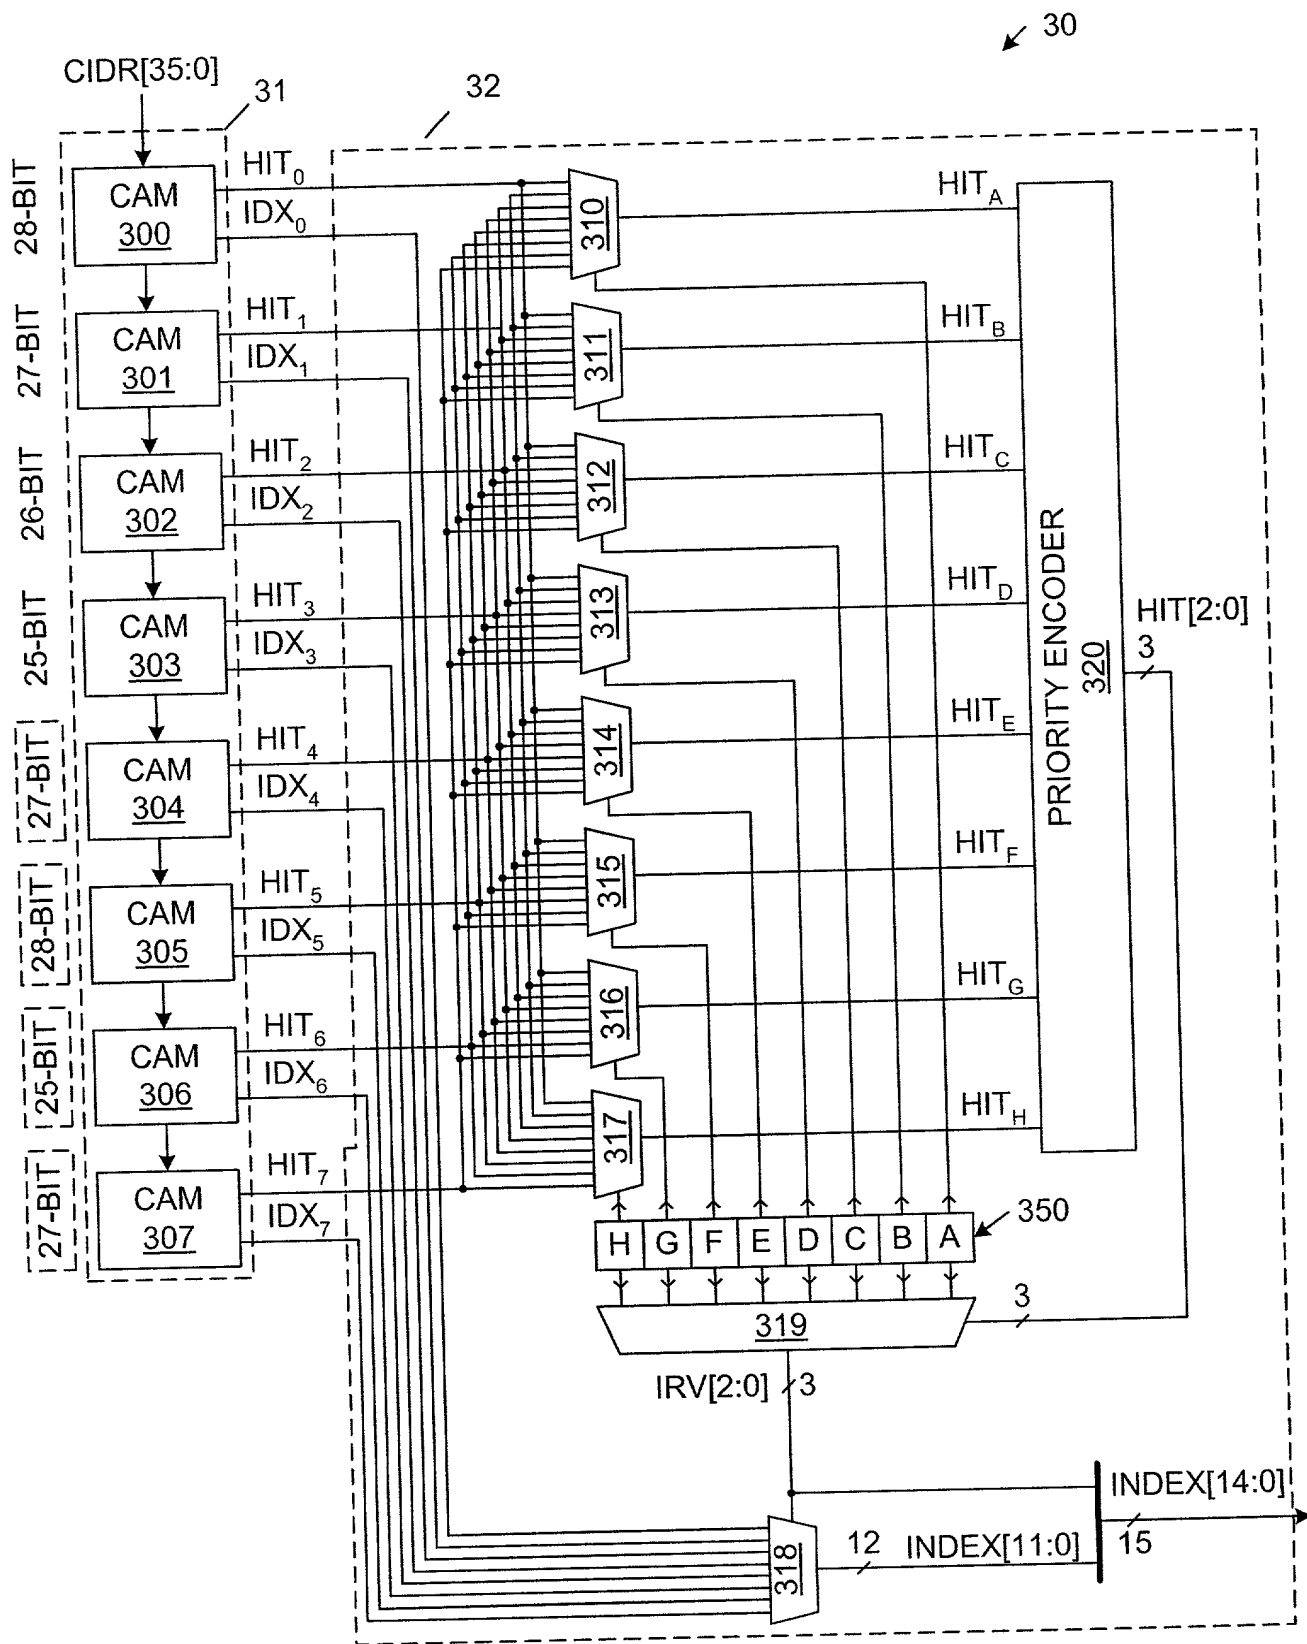 30
CIDR[35:0]
31
32
28-BIT
CAM
300
HIT0
IDX0
310
HITA
27-BIT
CAM
301
HIT1
IDX1
311
HITB
26-BIT
CAM
302
HIT2
IDX2
312
HITC
25-BIT
CAM
303
HIT3
IDX3
313
HITD
PRIORITY ENCODER
320
HIT[2:0]
3
27-BIT
CAM
304
HIT4
IDX4
314
HITE
28-BIT
CAM
305
HIT5
IDX5
315
HITF
25-BIT
CAM
306
HIT6
IDX6
316
HITG
27-BIT
CAM
307
HIT7
IDX7
317
HITH
H G F E D C B A
350
319
3
IRV[2:0]
3
318
12
INDEX[11:0]
INDEX[14:0]
15